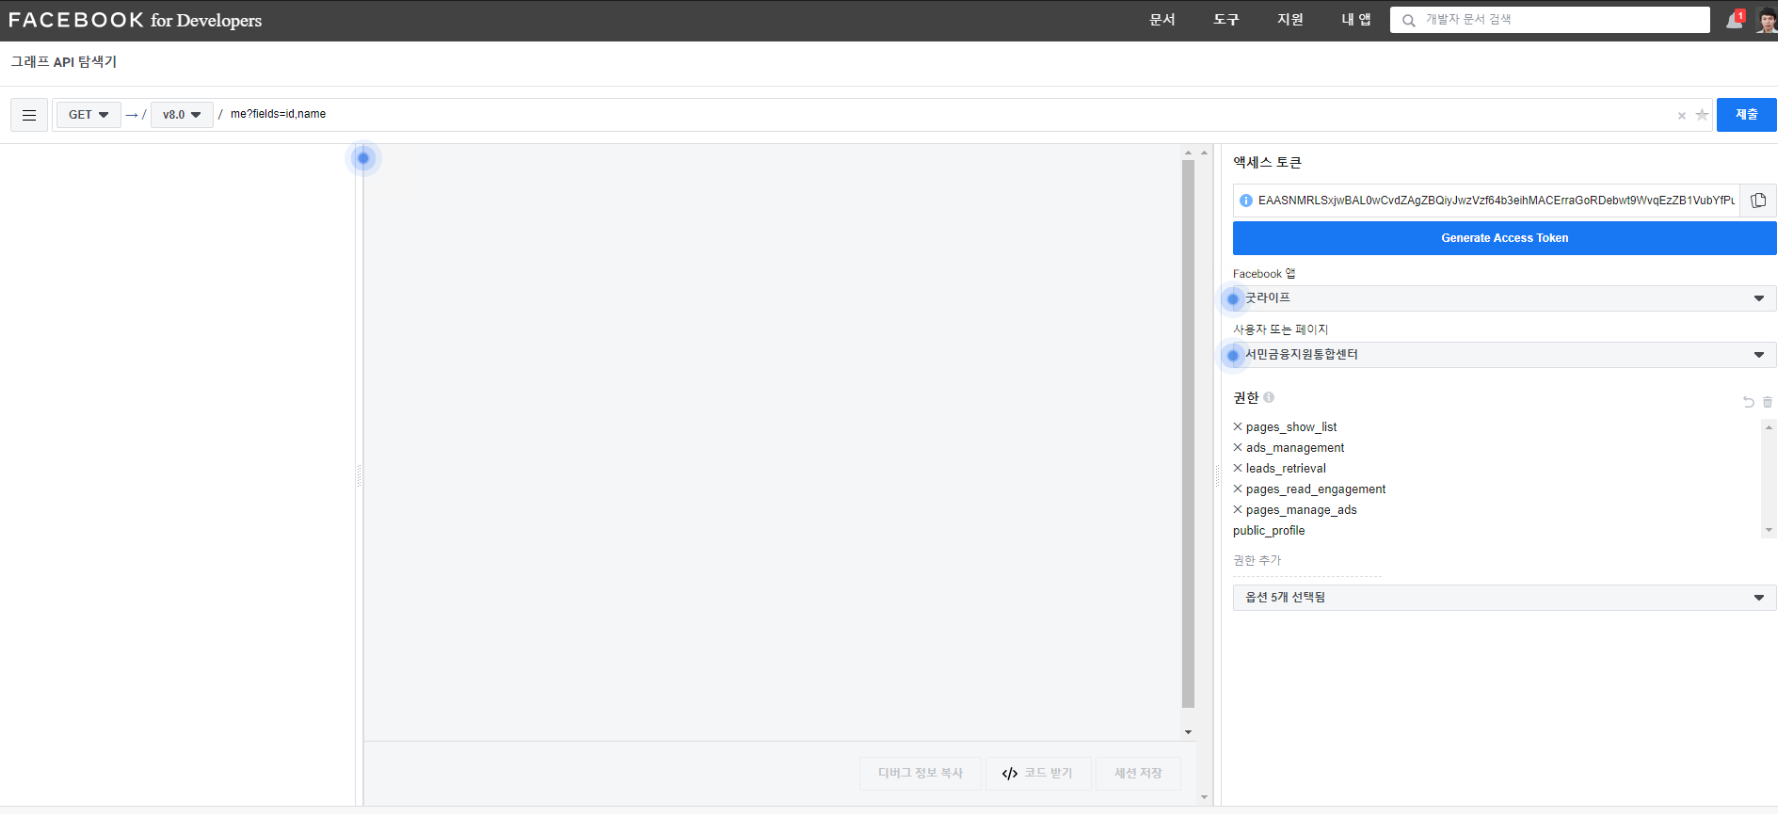 FACEBOOK for Developers
문서 도구 지원 내 앱 개발자 문서 검색 1
그래프 API 탐색기
GET → / v8.0 / me?fields=id,name × 제출
액세스 토큰
EAASNMRLSxjwBAL0wCvdZAgZBQiyJwzVzf64b3eihMACErraGoRDebwt9WvqEzZB1VubYfPu
Generate Access Token
Facebook 앱
굿라이프
사용자 또는 페이지
서민금융지원통합센터
권한
× pages_show_list
× ads_management
× leads_retrieval
× pages_read_engagement
× pages_manage_ads
public_profile
권한 추가
옵션 5개 선택됨
디버그 정보 복사 </> 코드 받기 세션 저장